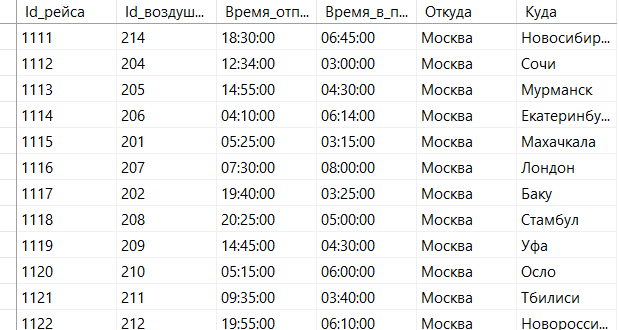 Id_рейса Id_воздуш... Время_отп... Время_в_п... Откуда Куда
1111 214 18:30:00 06:45:00 Москва Новосибир...
1112 204 12:34:00 03:00:00 Москва Сочи
1113 205 14:55:00 04:30:00 Москва Мурманск
1114 206 04:10:00 06:14:00 Москва Екатеринбу...
1115 201 05:25:00 03:15:00 Москва Махачкала
1116 207 07:30:00 08:00:00 Москва Лондон
1117 202 19:40:00 03:25:00 Москва Баку
1118 208 20:25:00 05:00:00 Москва Стамбул
1119 209 14:45:00 04:30:00 Москва Уфа
1120 210 05:15:00 06:00:00 Москва Осло
1121 211 09:35:00 03:40:00 Москва Тбилиси
1122 212 19:55:00 06:10:00 Москва Новоросси...